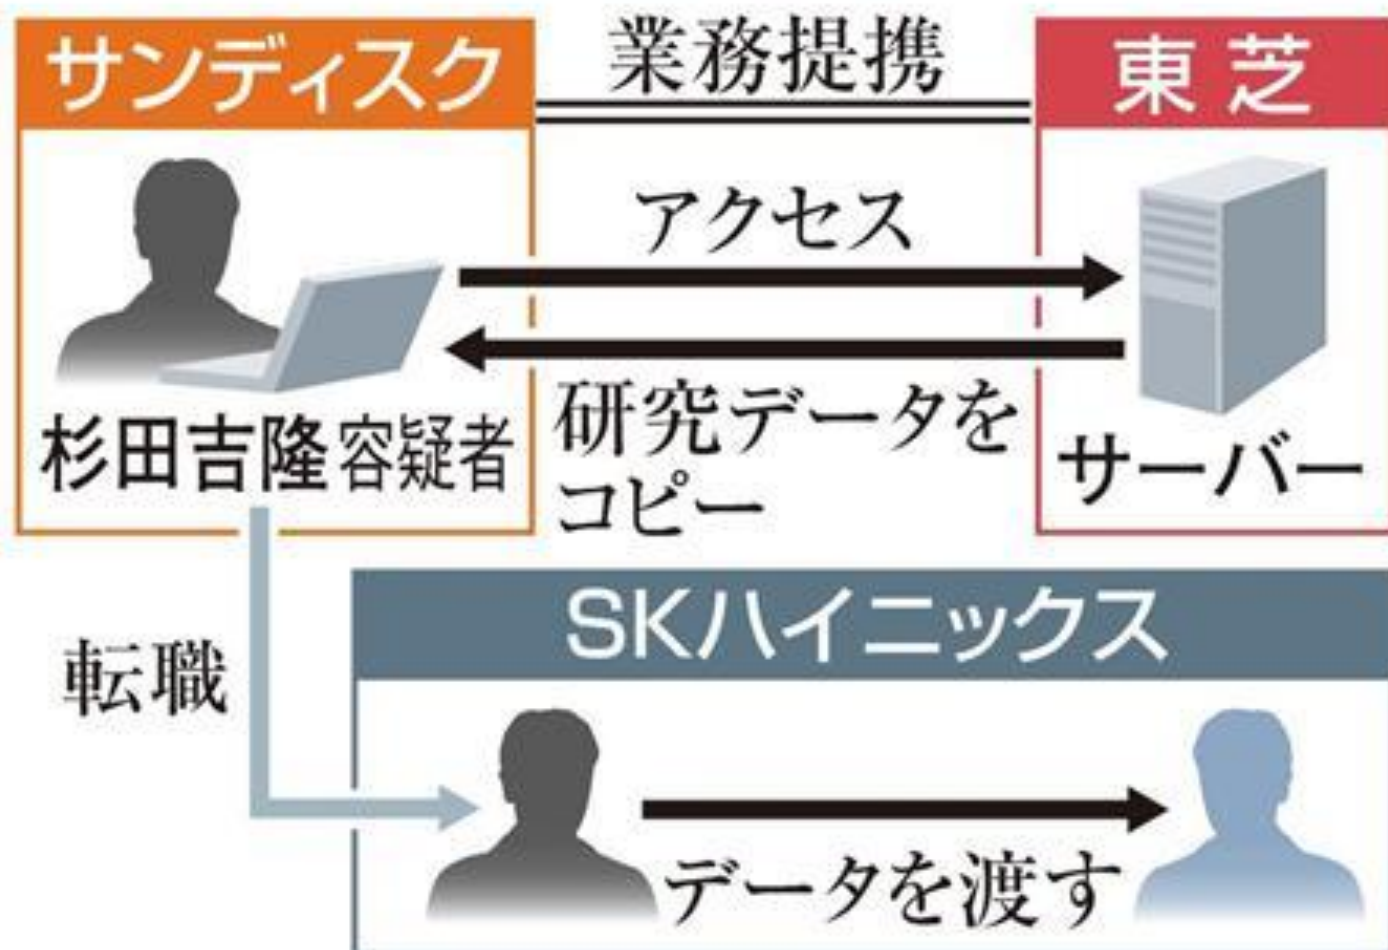 サンディスク
業務提携
東芝
アクセス
研究データを
コピー
杉田吉隆容疑者
サーバー
転職
SKハイニックス
データを渡す